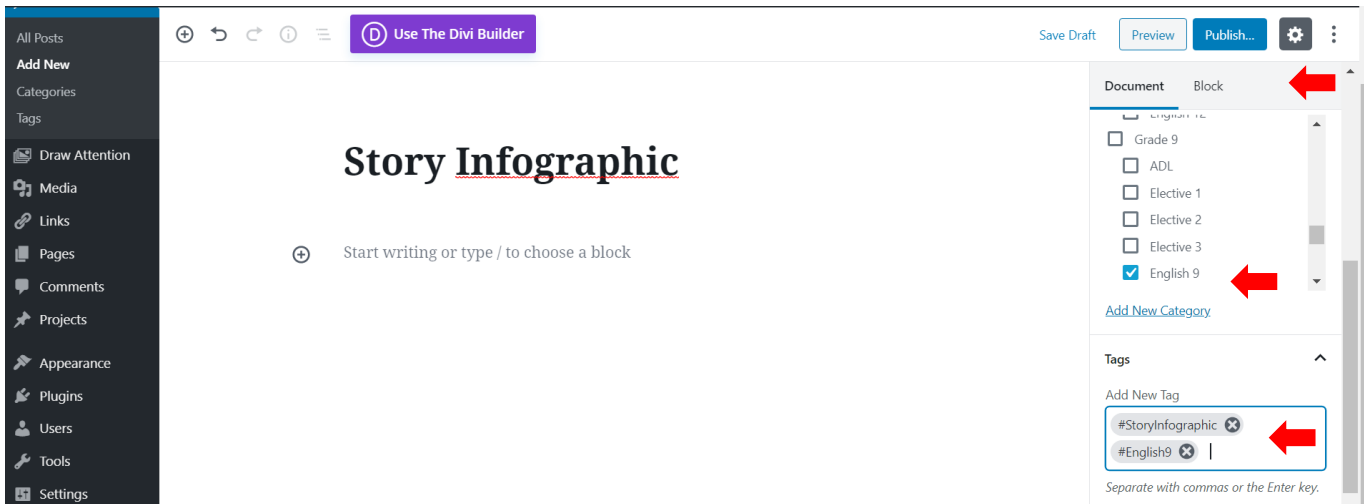 All Posts
Add New
Categories
Tags
Draw Attention
Media
Links
Pages
Comments
Projects
Appearance
Plugins
Users
Tools
Settings
D Use The Divi Builder
Save Draft
Preview
Publish...
Story Infographic
Start writing or type / to choose a block
Document Block
English 12
Grade 9
ADL
Elective 1
Elective 2
Elective 3
English 9
Add New Category
Tags
Add New Tag
#StoryInfographic
#English9
Separate with commas or the Enter key.